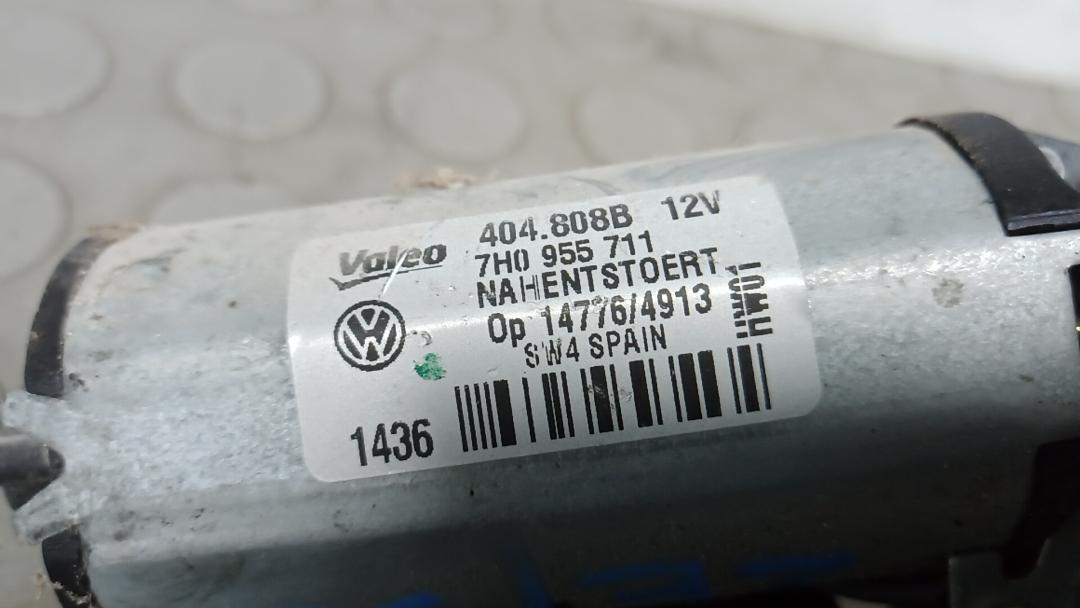 Valeo 404.808B 12V
7H0 955 711
NAHENTSTOERT
Op 14776/4913
SW4 SPAIN
HW01
1436